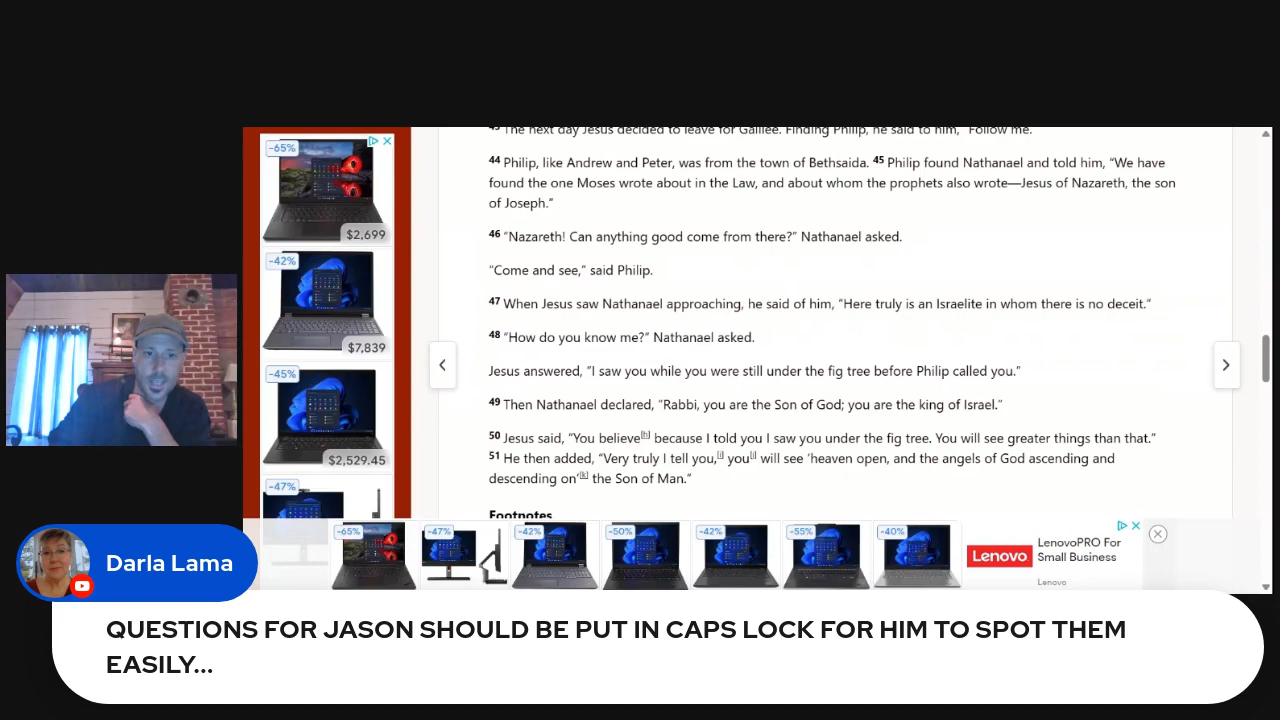 -65%
$2,699
-42%
$7,839
-45%
$2,529.45
-47%
43 The next day Jesus decided to leave for Galilee. Finding Philip, he said to him, “Follow me.”
44 Philip, like Andrew and Peter, was from the town of Bethsaida. 45 Philip found Nathanael and told him, “We have
found the one Moses wrote about in the Law, and about whom the prophets also wrote—Jesus of Nazareth, the son
of Joseph.”
46 “Nazareth! Can anything good come from there?” Nathanael asked.
“Come and see,” said Philip.
47 When Jesus saw Nathanael approaching, he said of him, “Here truly is an Israelite in whom there is no deceit.”
48 “How do you know me?” Nathanael asked.
Jesus answered, “I saw you while you were still under the fig tree before Philip called you.”
49 Then Nathanael declared, “Rabbi, you are the Son of God; you are the king of Israel.”
50 Jesus said, “You believe[h] because I told you I saw you under the fig tree. You will see greater things than that.”
51 He then added, “Very truly I tell you,[i] you[j] will see ‘heaven open, and the angels of God ascending and
descending on’[k] the Son of Man.”
Footnotes
-65%
-47%
-42%
-50%
-42%
-55%
-40%
Lenovo
LenovoPRO For
Small Business
Lenovo
Darla Lama
QUESTIONS FOR JASON SHOULD BE PUT IN CAPS LOCK FOR HIM TO SPOT THEM
EASILY...